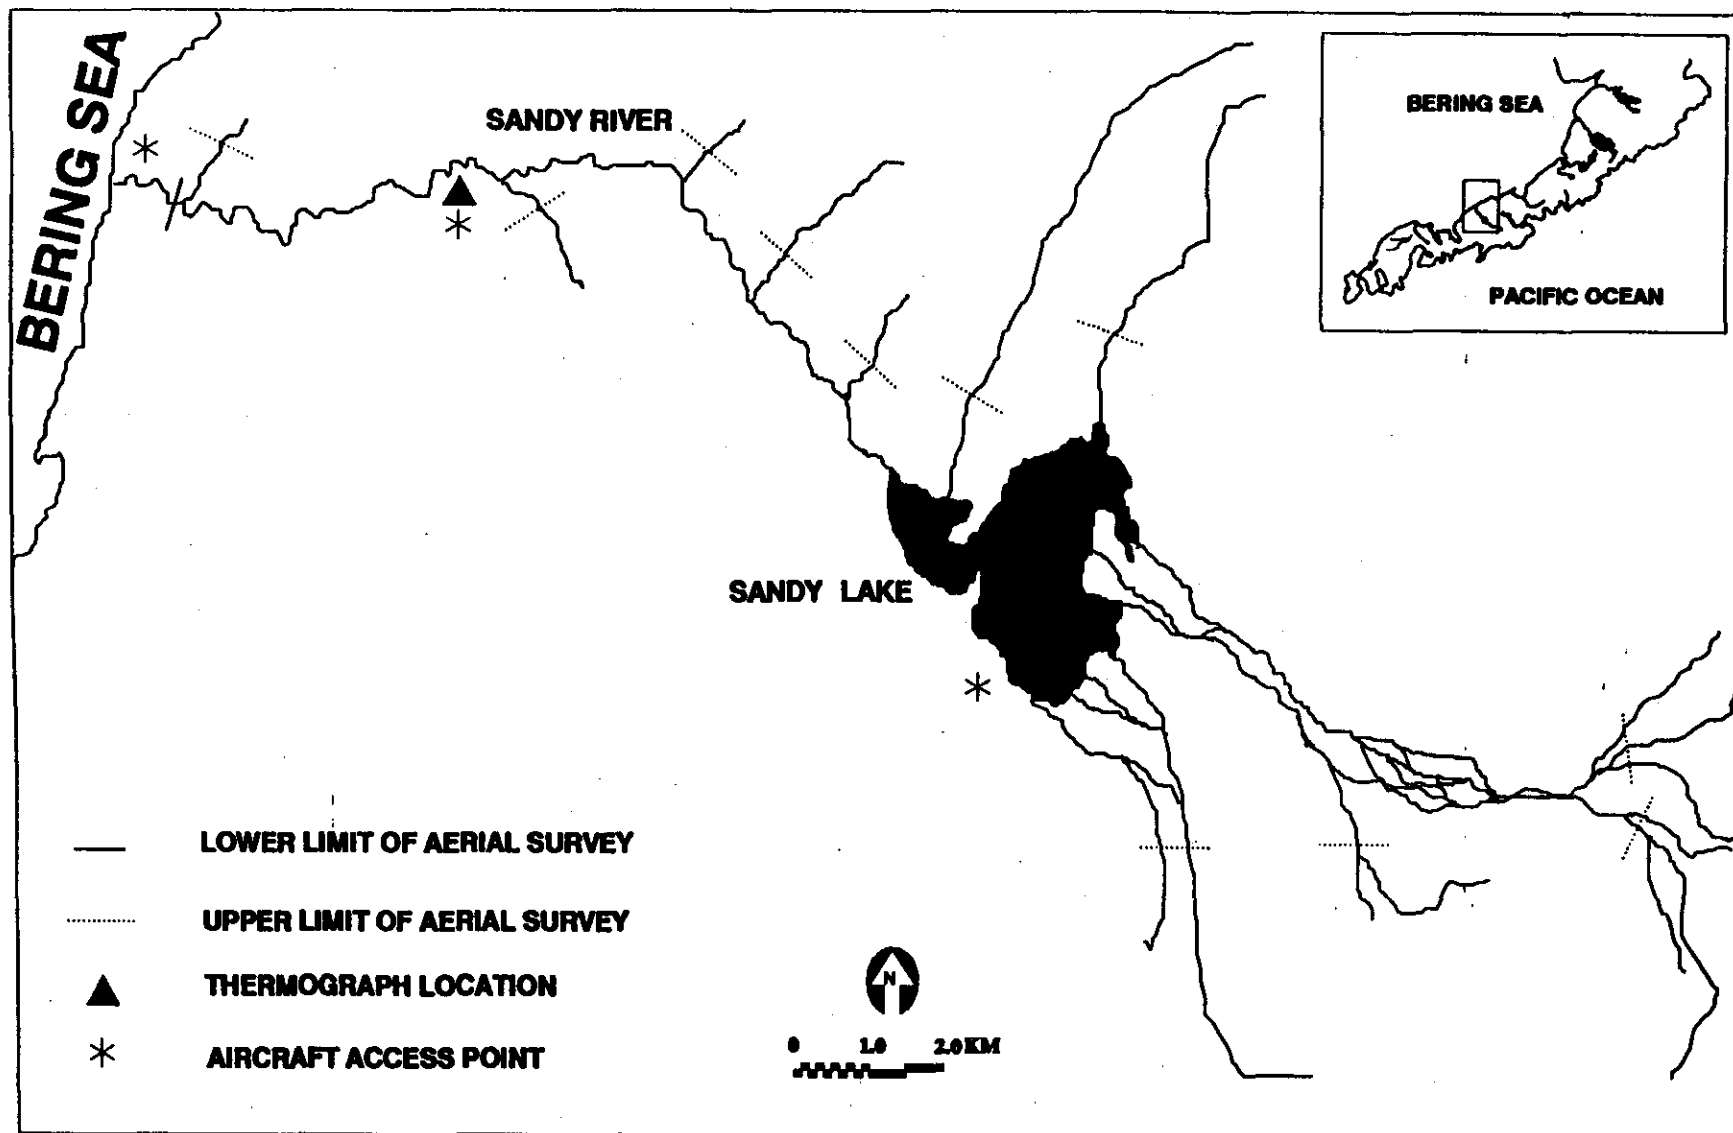 BERING SEA
SANDY RIVER
BERING SEA
PACIFIC OCEAN
SANDY LAKE
LOWER LIMIT OF AERIAL SURVEY
UPPER LIMIT OF AERIAL SURVEY
THERMOGRAPH LOCATION
AIRCRAFT ACCESS POINT
N
0 1.0 2.0 KM